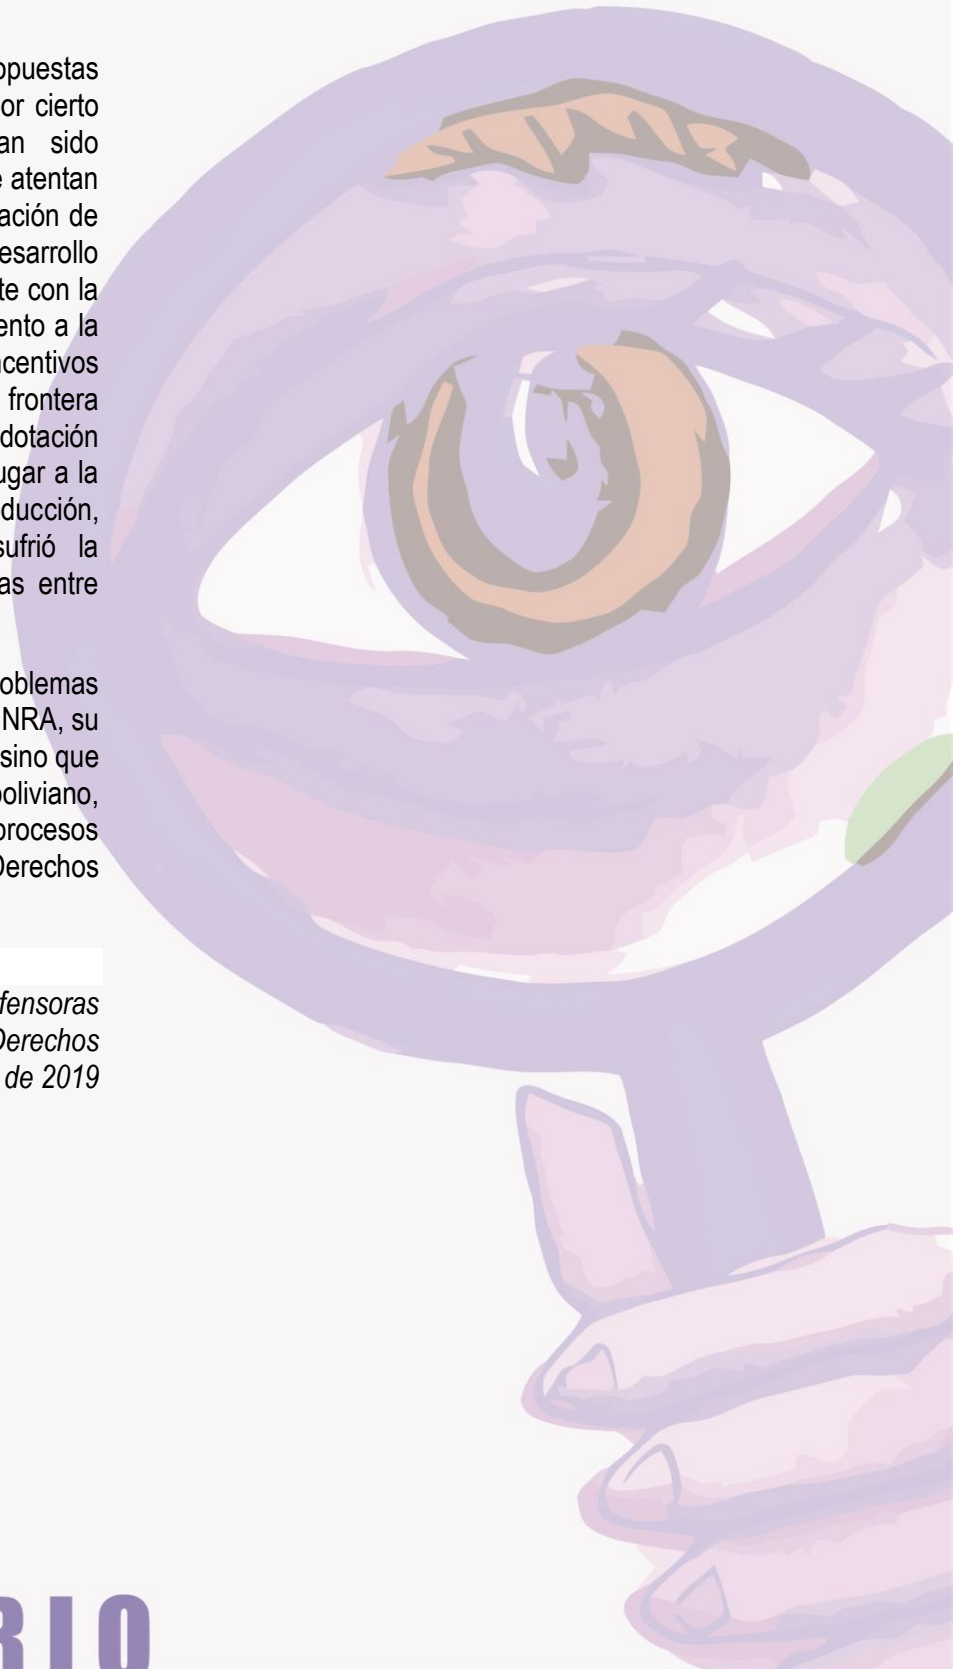 opuestas
or cierto
an sido
e atentan
ación de
esarrollo
te con la
ento a la
ncentivos
frontera
dotación
ugar a la
ducción,
sufrió la
as entre
oblemas
NRA, su
sino que
boliviano,
procesos
Derechos
fensoras
Derechos
de 2019
RIO